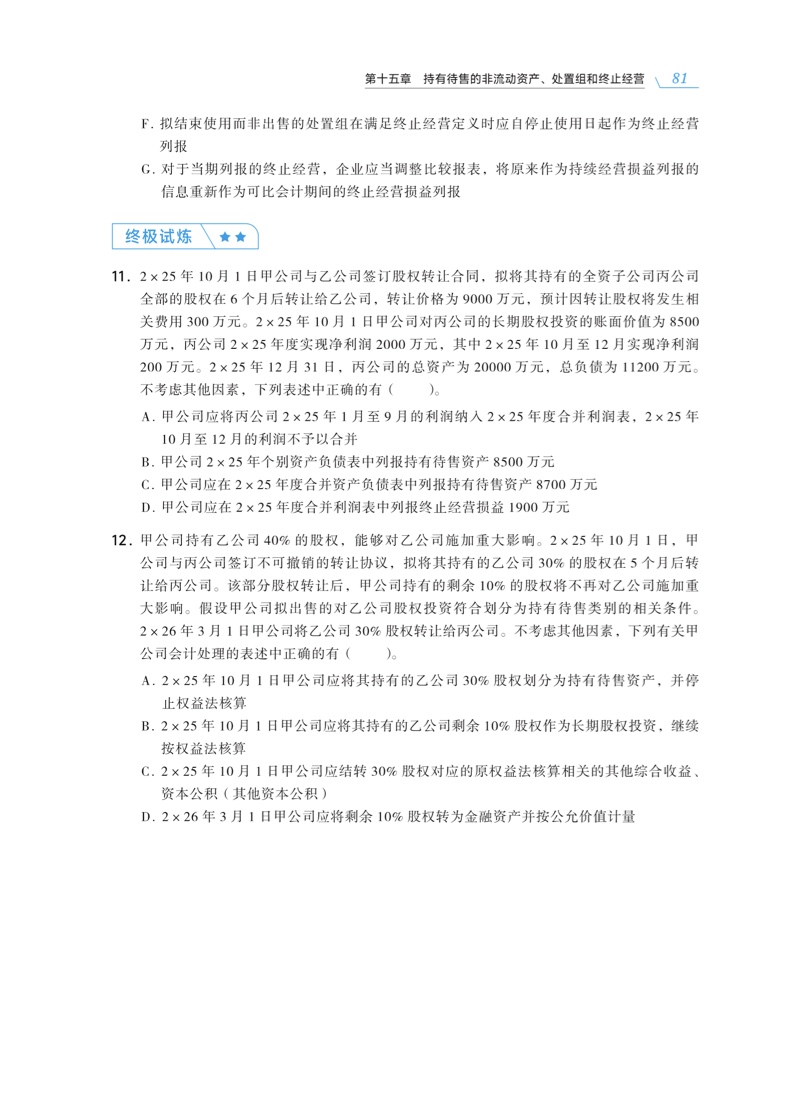 第十五章 持有待售的非流动资产、处置组和终止经营 81
F. 拟结束使用而非出售的处置组在满足终止经营定义时应自停止使用日起作为终止经营
列报
G. 对于当期列报的终止经营，企业应当调整比较报表，将原来作为持续经营损益列报的
信息重新作为可比会计期间的终止经营损益列报
终极试炼 ★★
11. 2×25 年 10 月 1 日甲公司与乙公司签订股权转让合同，拟将其持有的全资子公司丙公司
全部的股权在 6 个月后转让给乙公司，转让价格为 9000 万元，预计因转让股权将发生相
关费用 300 万元。2×25 年 10 月 1 日甲公司对丙公司的长期股权投资的账面价值为 8500
万元，丙公司 2×25 年度实现净利润 2000 万元，其中 2×25 年 10 月至 12 月实现净利润
200 万元。2×25 年 12 月 31 日，丙公司的总资产为 20000 万元，总负债为 11200 万元。
不考虑其他因素，下列表述中正确的有（　　）。
A. 甲公司应将丙公司 2×25 年 1 月至 9 月的利润纳入 2×25 年度合并利润表，2×25 年
10 月至 12 月的利润不予以合并
B. 甲公司 2×25 年个别资产负债表中列报持有待售资产 8500 万元
C. 甲公司应在 2×25 年度合并资产负债表中列报持有待售资产 8700 万元
D. 甲公司应在 2×25 年度合并利润表中列报终止经营损益 1900 万元
12. 甲公司持有乙公司 40% 的股权，能够对乙公司施加重大影响。2×25 年 10 月 1 日，甲
公司与丙公司签订不可撤销的转让协议，拟将其持有的乙公司 30% 的股权在 5 个月后转
让给丙公司。该部分股权转让后，甲公司持有的剩余 10% 的股权将不再对乙公司施加重
大影响。假设甲公司拟出售的对乙公司股权投资符合划分为持有待售类别的相关条件。
2×26 年 3 月 1 日甲公司将乙公司 30% 股权转让给丙公司。不考虑其他因素，下列有关甲
公司会计处理的表述中正确的有（　　）。
A. 2×25 年 10 月 1 日甲公司应将其持有的乙公司 30% 股权划分为持有待售资产，并停
止权益法核算
B. 2×25 年 10 月 1 日甲公司应将其持有的乙公司剩余 10% 股权作为长期股权投资，继续
按权益法核算
C. 2×25 年 10 月 1 日甲公司应结转 30% 股权对应的原权益法核算相关的其他综合收益、
资本公积（其他资本公积）
D. 2×26 年 3 月 1 日甲公司应将剩余 10% 股权转为金融资产并按公允价值计量